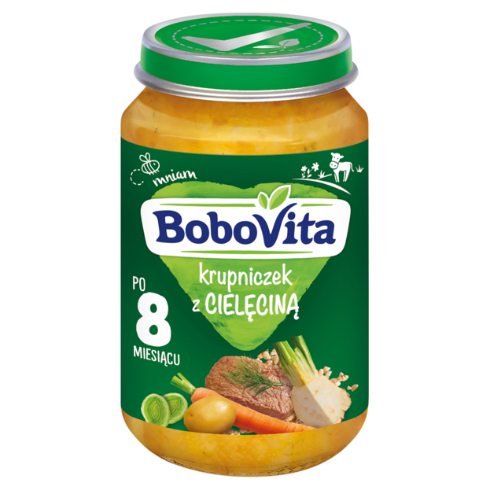 mniam
BoboVita
krupniczek
z CIELĘCINĄ
PO
8
MIESIĄCU